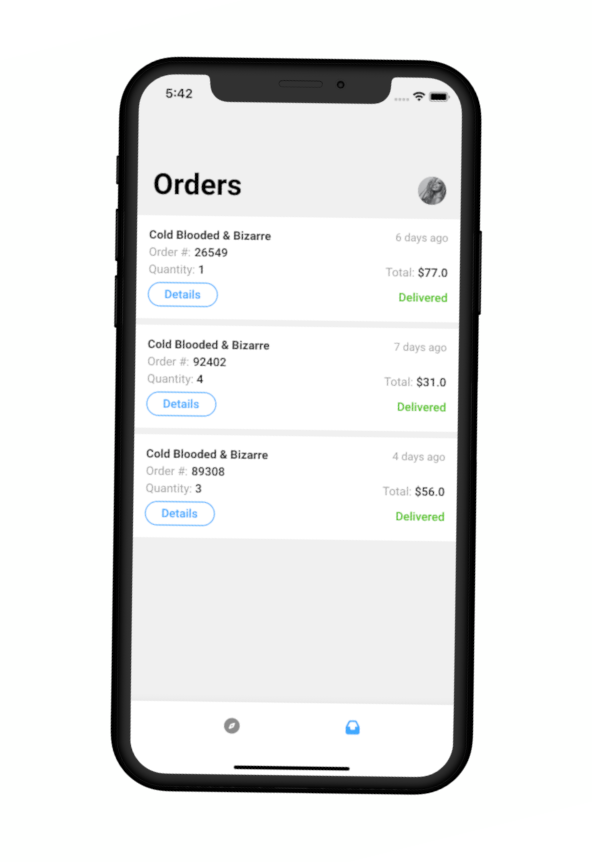 5:42
Orders
Cold Blooded & Bizarre 6 days ago
Order #: 26549
Quantity: 1 Total: $77.0
Details Delivered
Cold Blooded & Bizarre 7 days ago
Order #: 92402
Quantity: 4 Total: $31.0
Details Delivered
Cold Blooded & Bizarre 4 days ago
Order #: 89308
Quantity: 3 Total: $56.0
Details Delivered